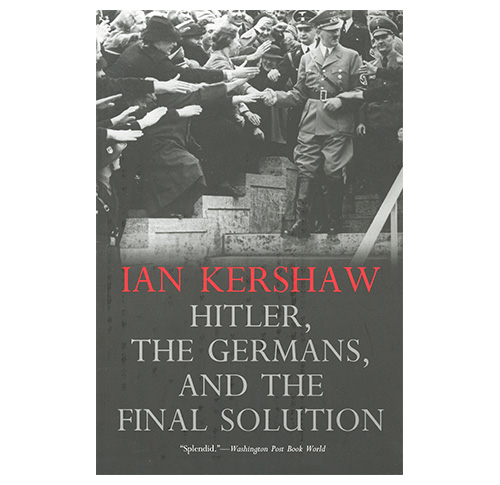 IAN KERSHAW
HITLER,
THE GERMANS,
AND THE
FINAL SOLUTION
“Splendid.”—Washington Post Book World